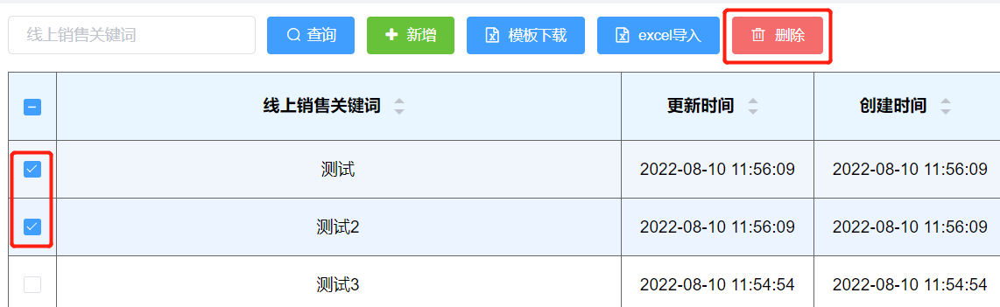 线上销售关键词 查询 新增 模板下载 excel导入 删除
线上销售关键词 更新时间 创建时间
测试 2022-08-10 11:56:09 2022-08-10 11:56:09
测试2 2022-08-10 11:56:09 2022-08-10 11:56:09
测试3 2022-08-10 11:54:54 2022-08-10 11:54:54